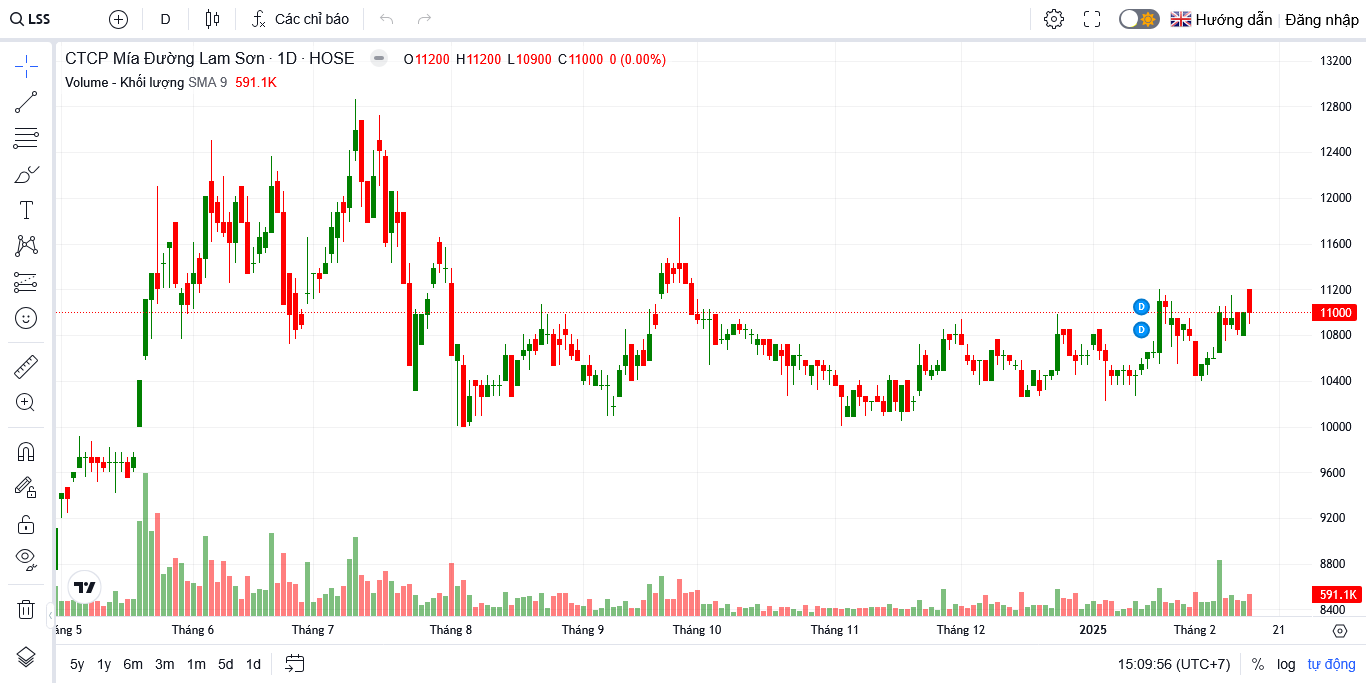 LSS D Các chỉ báo Hướng dẫn Đăng nhập
CTCP Mía Đường Lam Sơn · 1D · HOSE O11200 H11200 L10900 C11000 0 (0.00%)
Volume - Khối lượng SMA 9 591.1K
13200
12800
12400
12000
11600
11200
11000
10800
10400
10000
9600
9200
8800
591.1K
8400
D
D
áng 5 Tháng 6 Tháng 7 Tháng 8 Tháng 9 Tháng 10 Tháng 11 Tháng 12 2025 Tháng 2 21
5y 1y 6m 3m 1m 5d 1d 15:09:56 (UTC+7) % log tự động